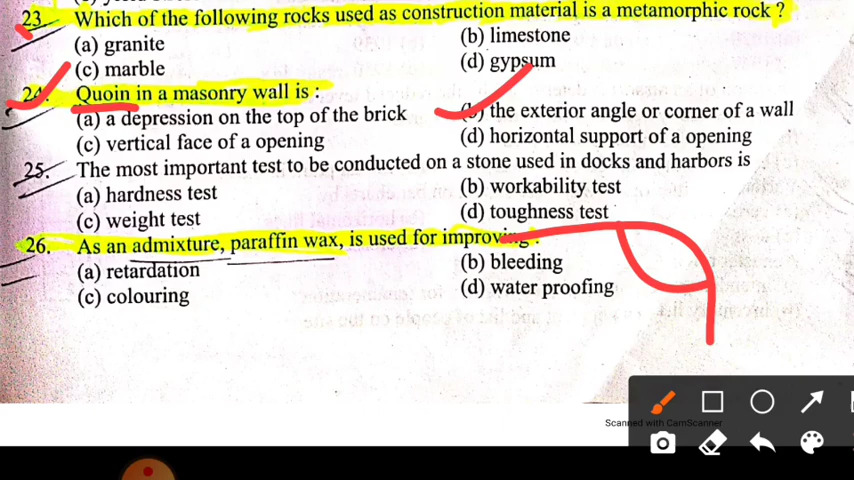 23. Which of the following rocks used as construction material is a metamorphic rock ?
(a) granite
(b) limestone
(c) marble
(d) gypsum
24. Quoin in a masonry wall is :
(a) a depression on the top of the brick
(b) the exterior angle or corner of a wall
(c) vertical face of a opening
(d) horizontal support of a opening
25. The most important test to be conducted on a stone used in docks and harbors is
(a) hardness test
(b) workability test
(c) weight test
(d) toughness test
26. As an admixture, paraffin wax, is used for improving :
(a) retardation
(b) bleeding
(c) colouring
(d) water proofing
Scanned with CamScanner